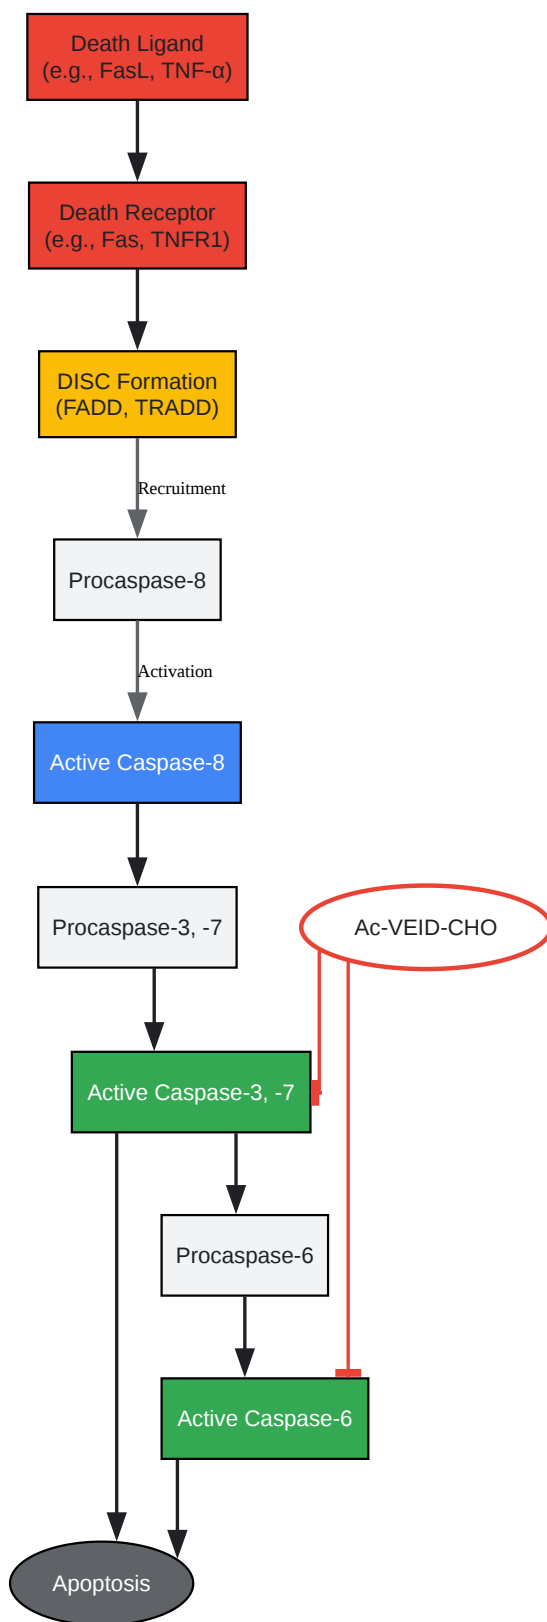 Death Ligand
(e.g., FasL, TNF-α)
Death Receptor
(e.g., Fas, TNFR1)
DISC Formation
(FADD, TRADD)
Recruitment
Procaspase-8
Activation
Active Caspase-8
Procaspase-3, -7
Ac-VEID-CHO
Active Caspase-3, -7
Procaspase-6
Active Caspase-6
Apoptosis